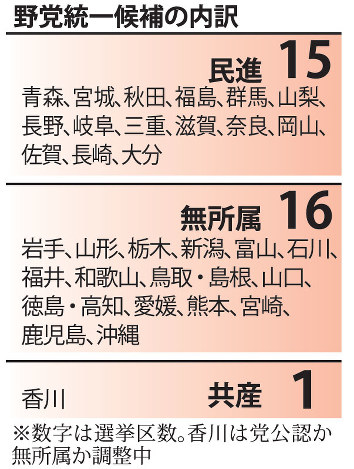 野党統一候補の内訳
民進 15
青森、宮城、秋田、福島、群馬、山梨、
長野、岐阜、三重、滋賀、奈良、岡山、
佐賀、長崎、大分
無所属 16
岩手、山形、栃木、新潟、富山、石川、
福井、和歌山、鳥取・島根、山口、
徳島・高知、愛媛、熊本、宮崎、
鹿児島、沖縄
香川 共産 1
※数字は選挙区数。香川は党公認か
無所属か調整中